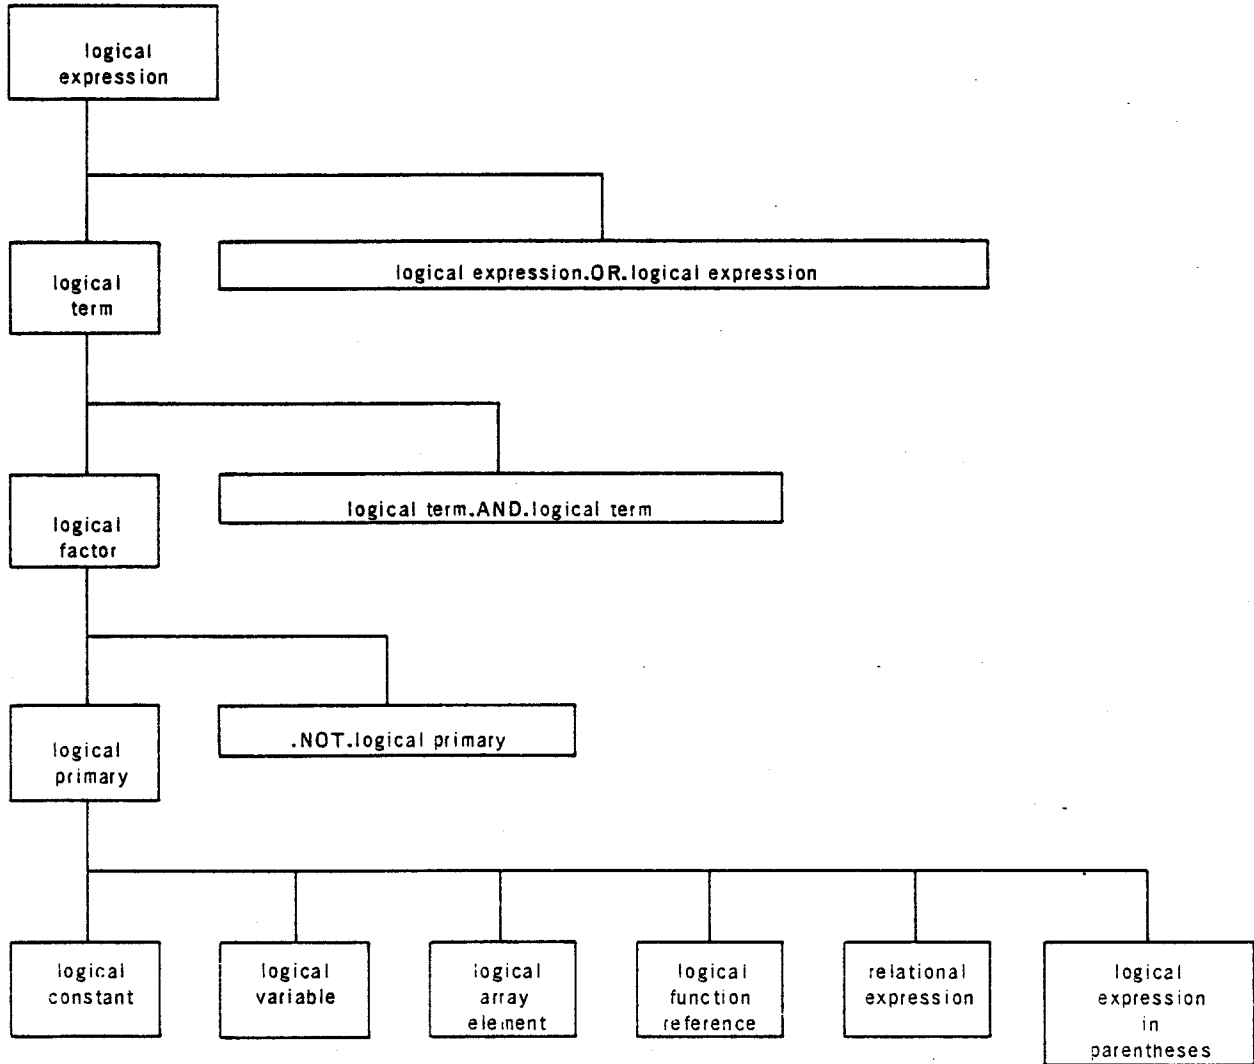 logical
expression
logical
term
logical expression.OR.logical expression
logical
factor
logical term.AND.logical term
logical
primary
.NOT.logical primary
logical
constant
logical
variable
logical
array
element
logical
function
reference
relational
expression
logical
expression
in
parentheses